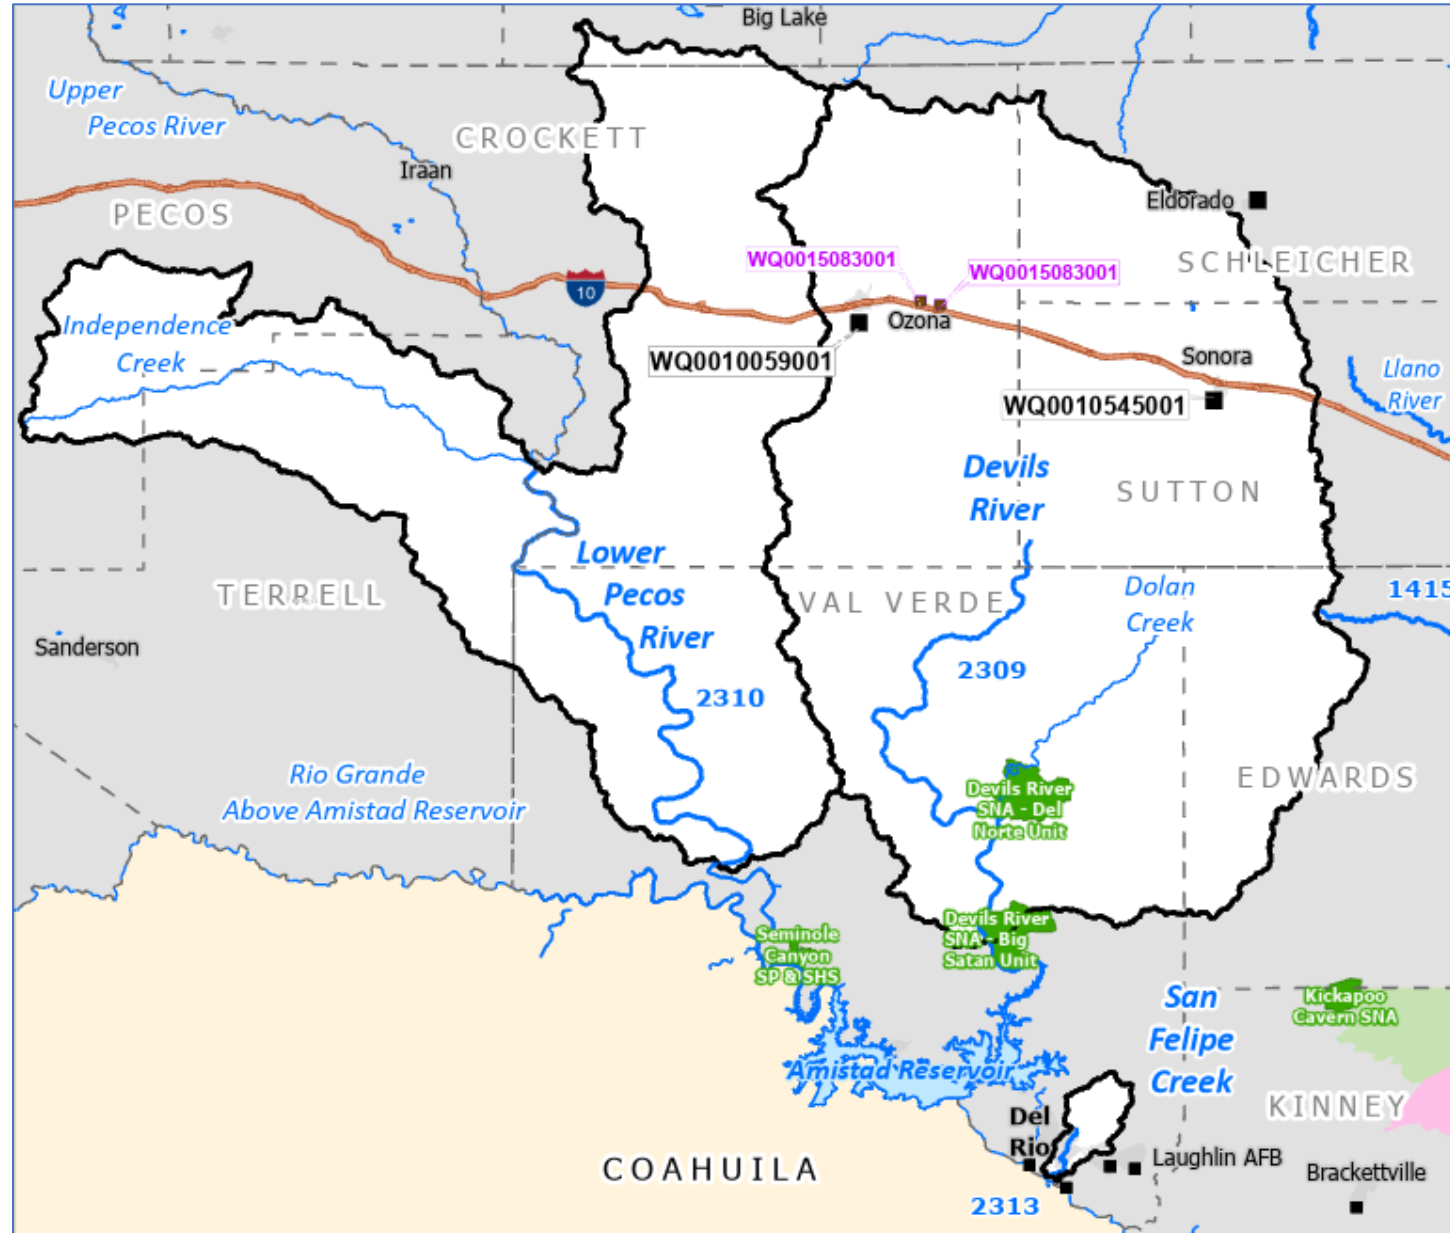 Big Lake
Upper
Pecos River
CROCKETT
Iraan
PECOS
Eldorado
SCHLEICHER
WQ0015083001
WQ0015083001
10
Ozona
Independence
Creek
WQ0010059001
Sonora
Llano
River
WQ0010545001
Devils
River
SUTTON
Lower
Pecos
River
TERRELL
VAL VERDE
Dolan
Creek
1415
Sanderson
2309
2310
Rio Grande
Above Amistad Reservoir
EDWARDS
Devils River
SNA - Del
Norte Unit
Devils River
SNA - Big
Satan Unit
Seminole
Canyon
SP & SHS
San
Felipe
Creek
Kickapoo
Cavern SNA
Amistad Reservoir
KINNEY
Del
Rio
COAHUILA
Laughlin AFB
Brackettville
2313